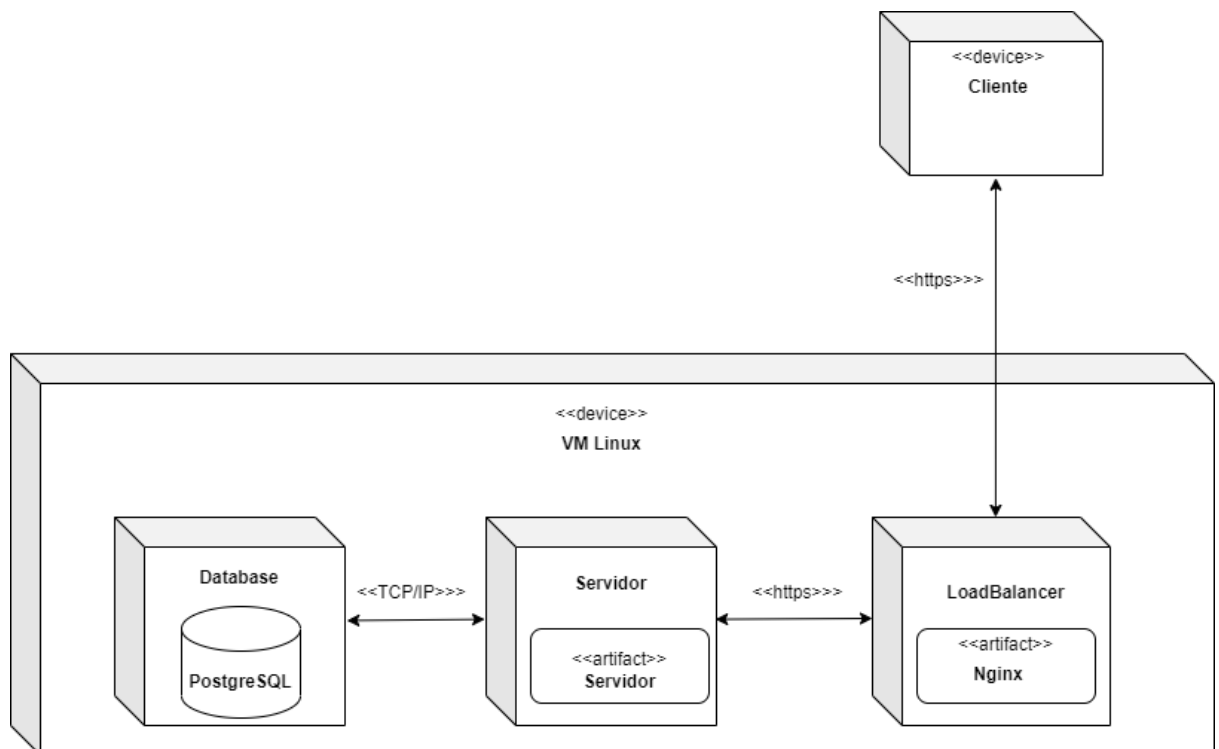 <<device>>
Cliente
<<https>>>
<<device>>
VM Linux
Database
PostgreSQL
<<TCP/IP>>>
Servidor
<<artifact>>
Servidor
<<https>>>
LoadBalancer
<<artifact>>
Nginx